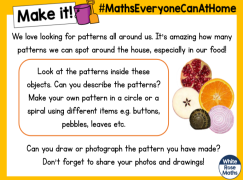 Make it!
#MathsEveryoneCanAtHome
We love looking for patterns all around us. It's amazing how many
patterns we can spot around the house, especially in our food!
Look at the patterns inside these
objects. Can you describe the patterns?
Make your own pattern in a circle or a
spiral using different items e.g. buttons,
pebbles, leaves etc.
Can you draw or photograph the pattern you have made?
Don't forget to share your photos and drawings!
White
Rose
Maths